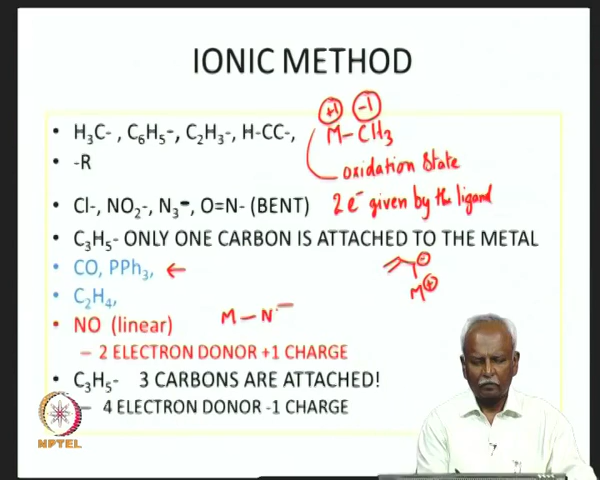 IONIC METHOD
• H₃C- , C₆H₅-, C₂H₃-, H-CC-,
• -R
+1 -1
M-CH₃
oxidation state
• Cl-, NO₂-, N₃-, O=N- (BENT)
2e⁻ given by the ligand
• C₃H₅- ONLY ONE CARBON IS ATTACHED TO THE METAL
• CO, PPh₃, ←
-
M+
• C₂H₄,
• NO (linear)
M-N
– 2 ELECTRON DONOR +1 CHARGE
• C₃H₅- 3 CARBONS ARE ATTACHED!
– 4 ELECTRON DONOR -1 CHARGE
NPTEL